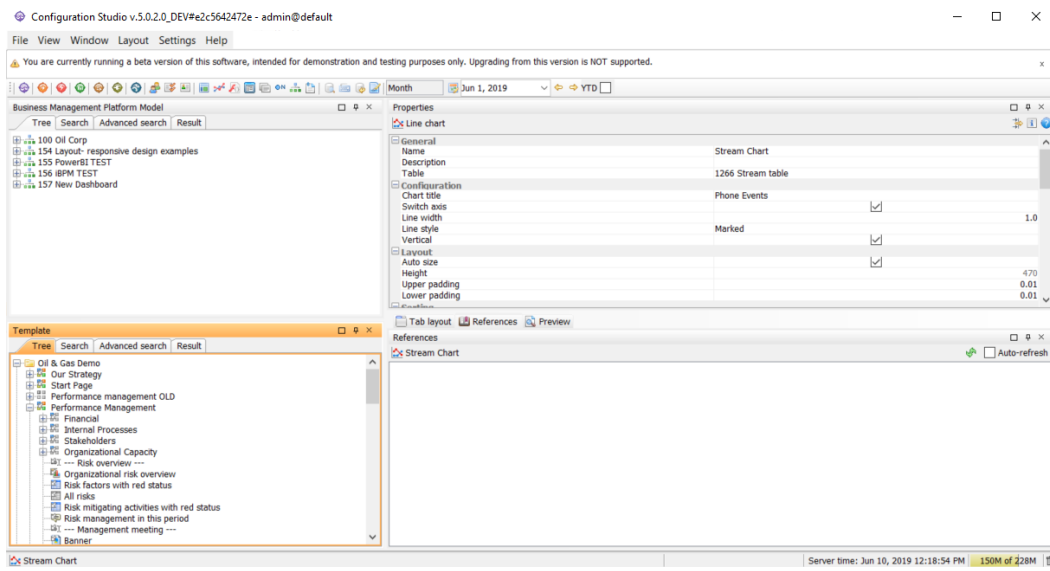 Configuration Studio v.5.0.2.0_DEV#e2c5642472e - admin@default
File View Window Layout Settings Help
You are currently running a beta version of this software, intended for demonstration and testing purposes only. Upgrading from this version is NOT supported.
x
Month Jun 1, 2019 YTD
Business Management Platform Model
Tree Search Advanced search Result
100 Oil Corp
154 Layout- responsive design examples
155 PowerBI TEST
156 iBPM TEST
157 New Dashboard
Properties
Line chart
General
Name Stream Chart
Description
Table 1266 Stream table
Configuration
Chart title Phone Events
Switch axis
Line width 1.0
Line style Marked
Vertical
Layout
Auto size
Height 470
Upper padding 0.01
Lower padding 0.01
Tab layout References Preview
Template
Tree Search Advanced search Result
Oil & Gas Demo
Our Strategy
Start Page
Performance management OLD
Performance Management
Financial
Internal Processes
Stakeholders
Organizational Capacity
--- Risk overview ---
Organizational risk overview
Risk factors with red status
All risks
Risk mitigating activities with red status
Risk management in this period
--- Management meeting ---
Banner
References
Stream Chart Auto-refresh
Stream Chart Server time: Jun 10, 2019 12:18:54 PM 150M of 228M